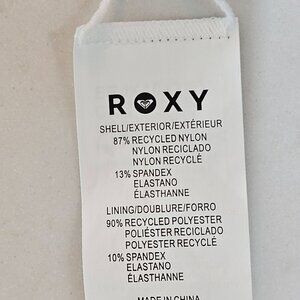 ROXY
SHELL/EXTERIOR/EXTÉRIEUR
87% RECYCLED NYLON
NYLON RECICLADO
NYLON RECYCLÉ
13% SPANDEX
ELASTANO
ÉLASTHANNE
LINING/DOUBLURE/FORRO
90% RECYCLED POLYESTER
POLIÉSTER RECICLADO
POLYESTER RECYCLÉ
10% SPANDEX
ELASTANO
ÉLASTHANNE
MADE IN CHINA